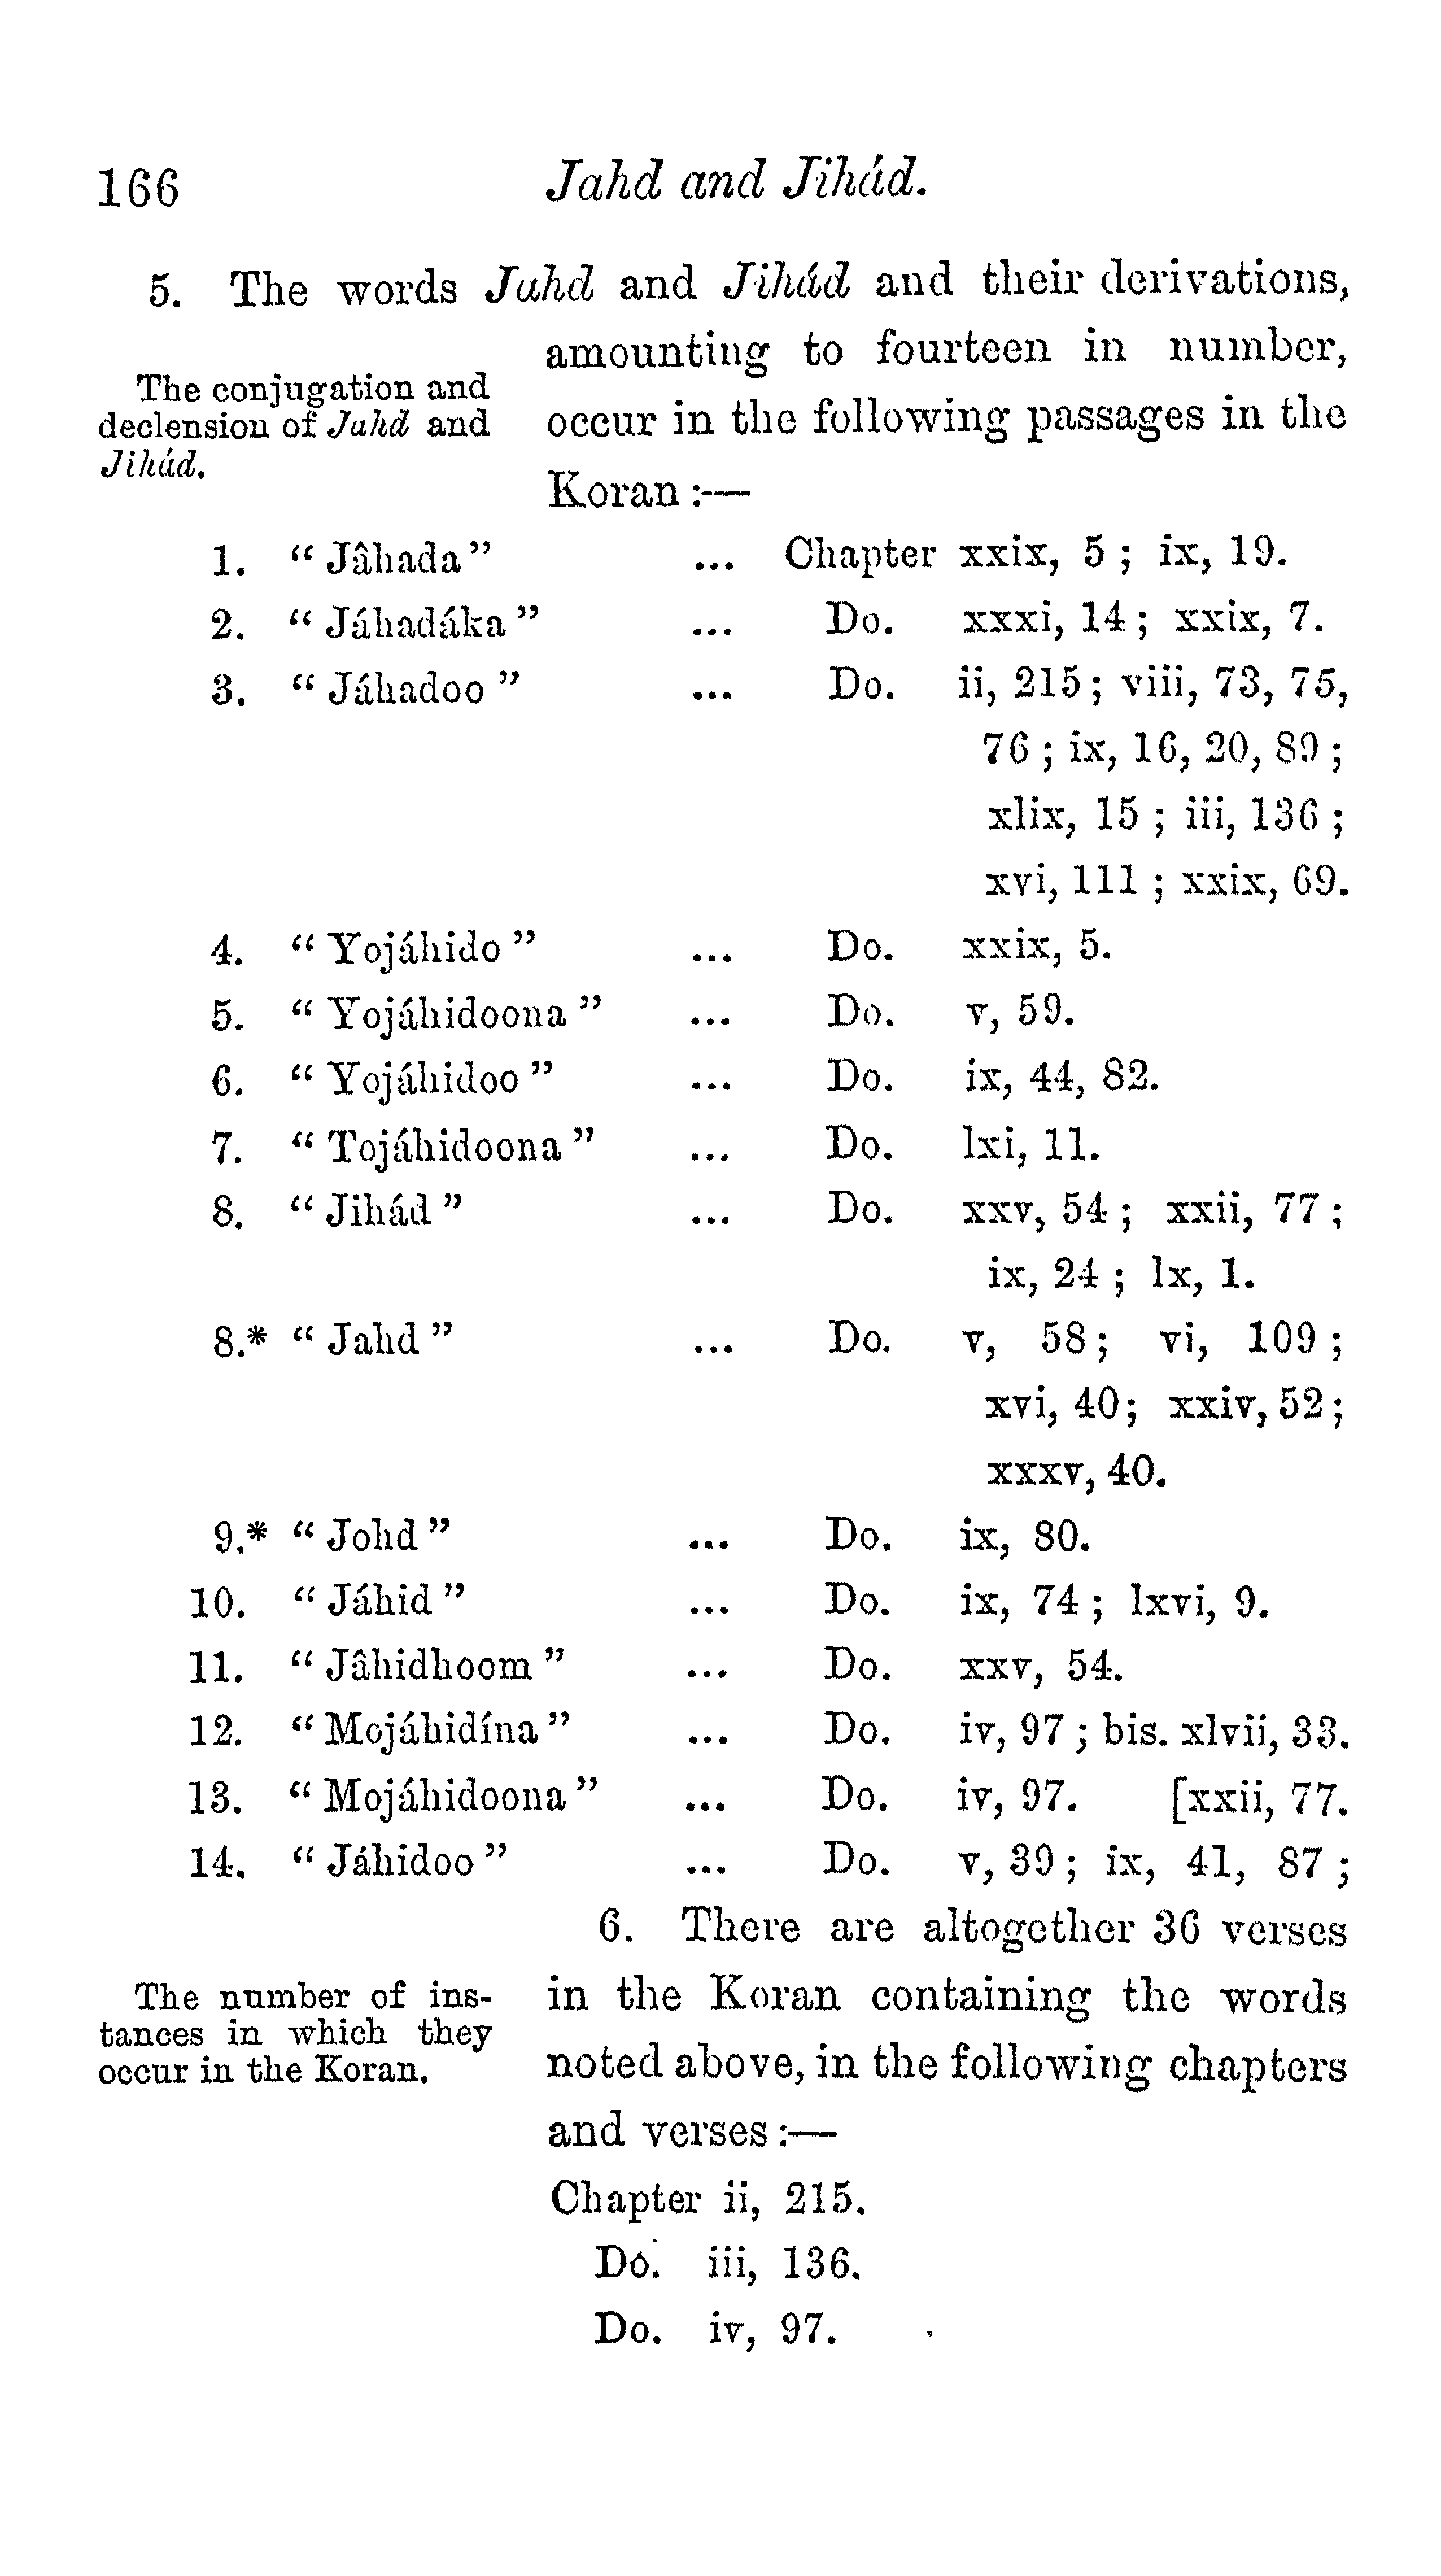 166 Jahd and Jihád.
5. The words Juhd and Jihád and their derivations,
amounting to fourteen in number,
The conjugation and
declension of Juhd and
Jihád.
occur in the following passages in the
Koran :—
1. “ Jâhada ” ... Chapter xxix, 5 ; ix, 19.
2. “ Jáhadáka ” ... Do. xxxi, 14 ; xxix, 7.
3. “ Jáhadoo ” ... Do. ii, 215 ; viii, 73, 75,
76 ; ix, 16, 20, 89 ;
xlix, 15 ; iii, 136 ;
xvi, 111 ; xxix, 69.
4. “ Yojáhido ” ... Do. xxix, 5.
5. “ Yojáhidoona ” ... Do. v, 59.
6. “ Yojáhidoo ” ... Do. ix, 44, 82.
7. “ Tojáhidoona ” ... Do. lxi, 11.
8. “ Jihád ” ... Do. xxv, 54 ; xxii, 77 ;
ix, 24 ; lx, 1.
8.* “ Jahd ” ... Do. v, 58 ; vi, 109 ;
xvi, 40 ; xxiv, 52 ;
xxxv, 40.
9.* “ Johd ” ... Do. ix, 80.
10. “ Jáhid ” ... Do. ix, 74 ; lxvi, 9.
11. “ Jâhidhoom ” ... Do. xxv, 54.
12. “ Mojáhidína ” ... Do. iv, 97 ; bis. xlvii, 33.
13. “ Mojáhidoona ” ... Do. iv, 97. [xxii, 77.
14. “ Jáhidoo ” ... Do. v, 39 ; ix, 41, 87 ;
6. There are altogether 36 verses
The number of ins-
tances in which they
occur in the Koran.
in the Koran containing the words
noted above, in the following chapters
and verses :—
Chapter ii, 215.
Do. iii, 136.
Do. iv, 97.